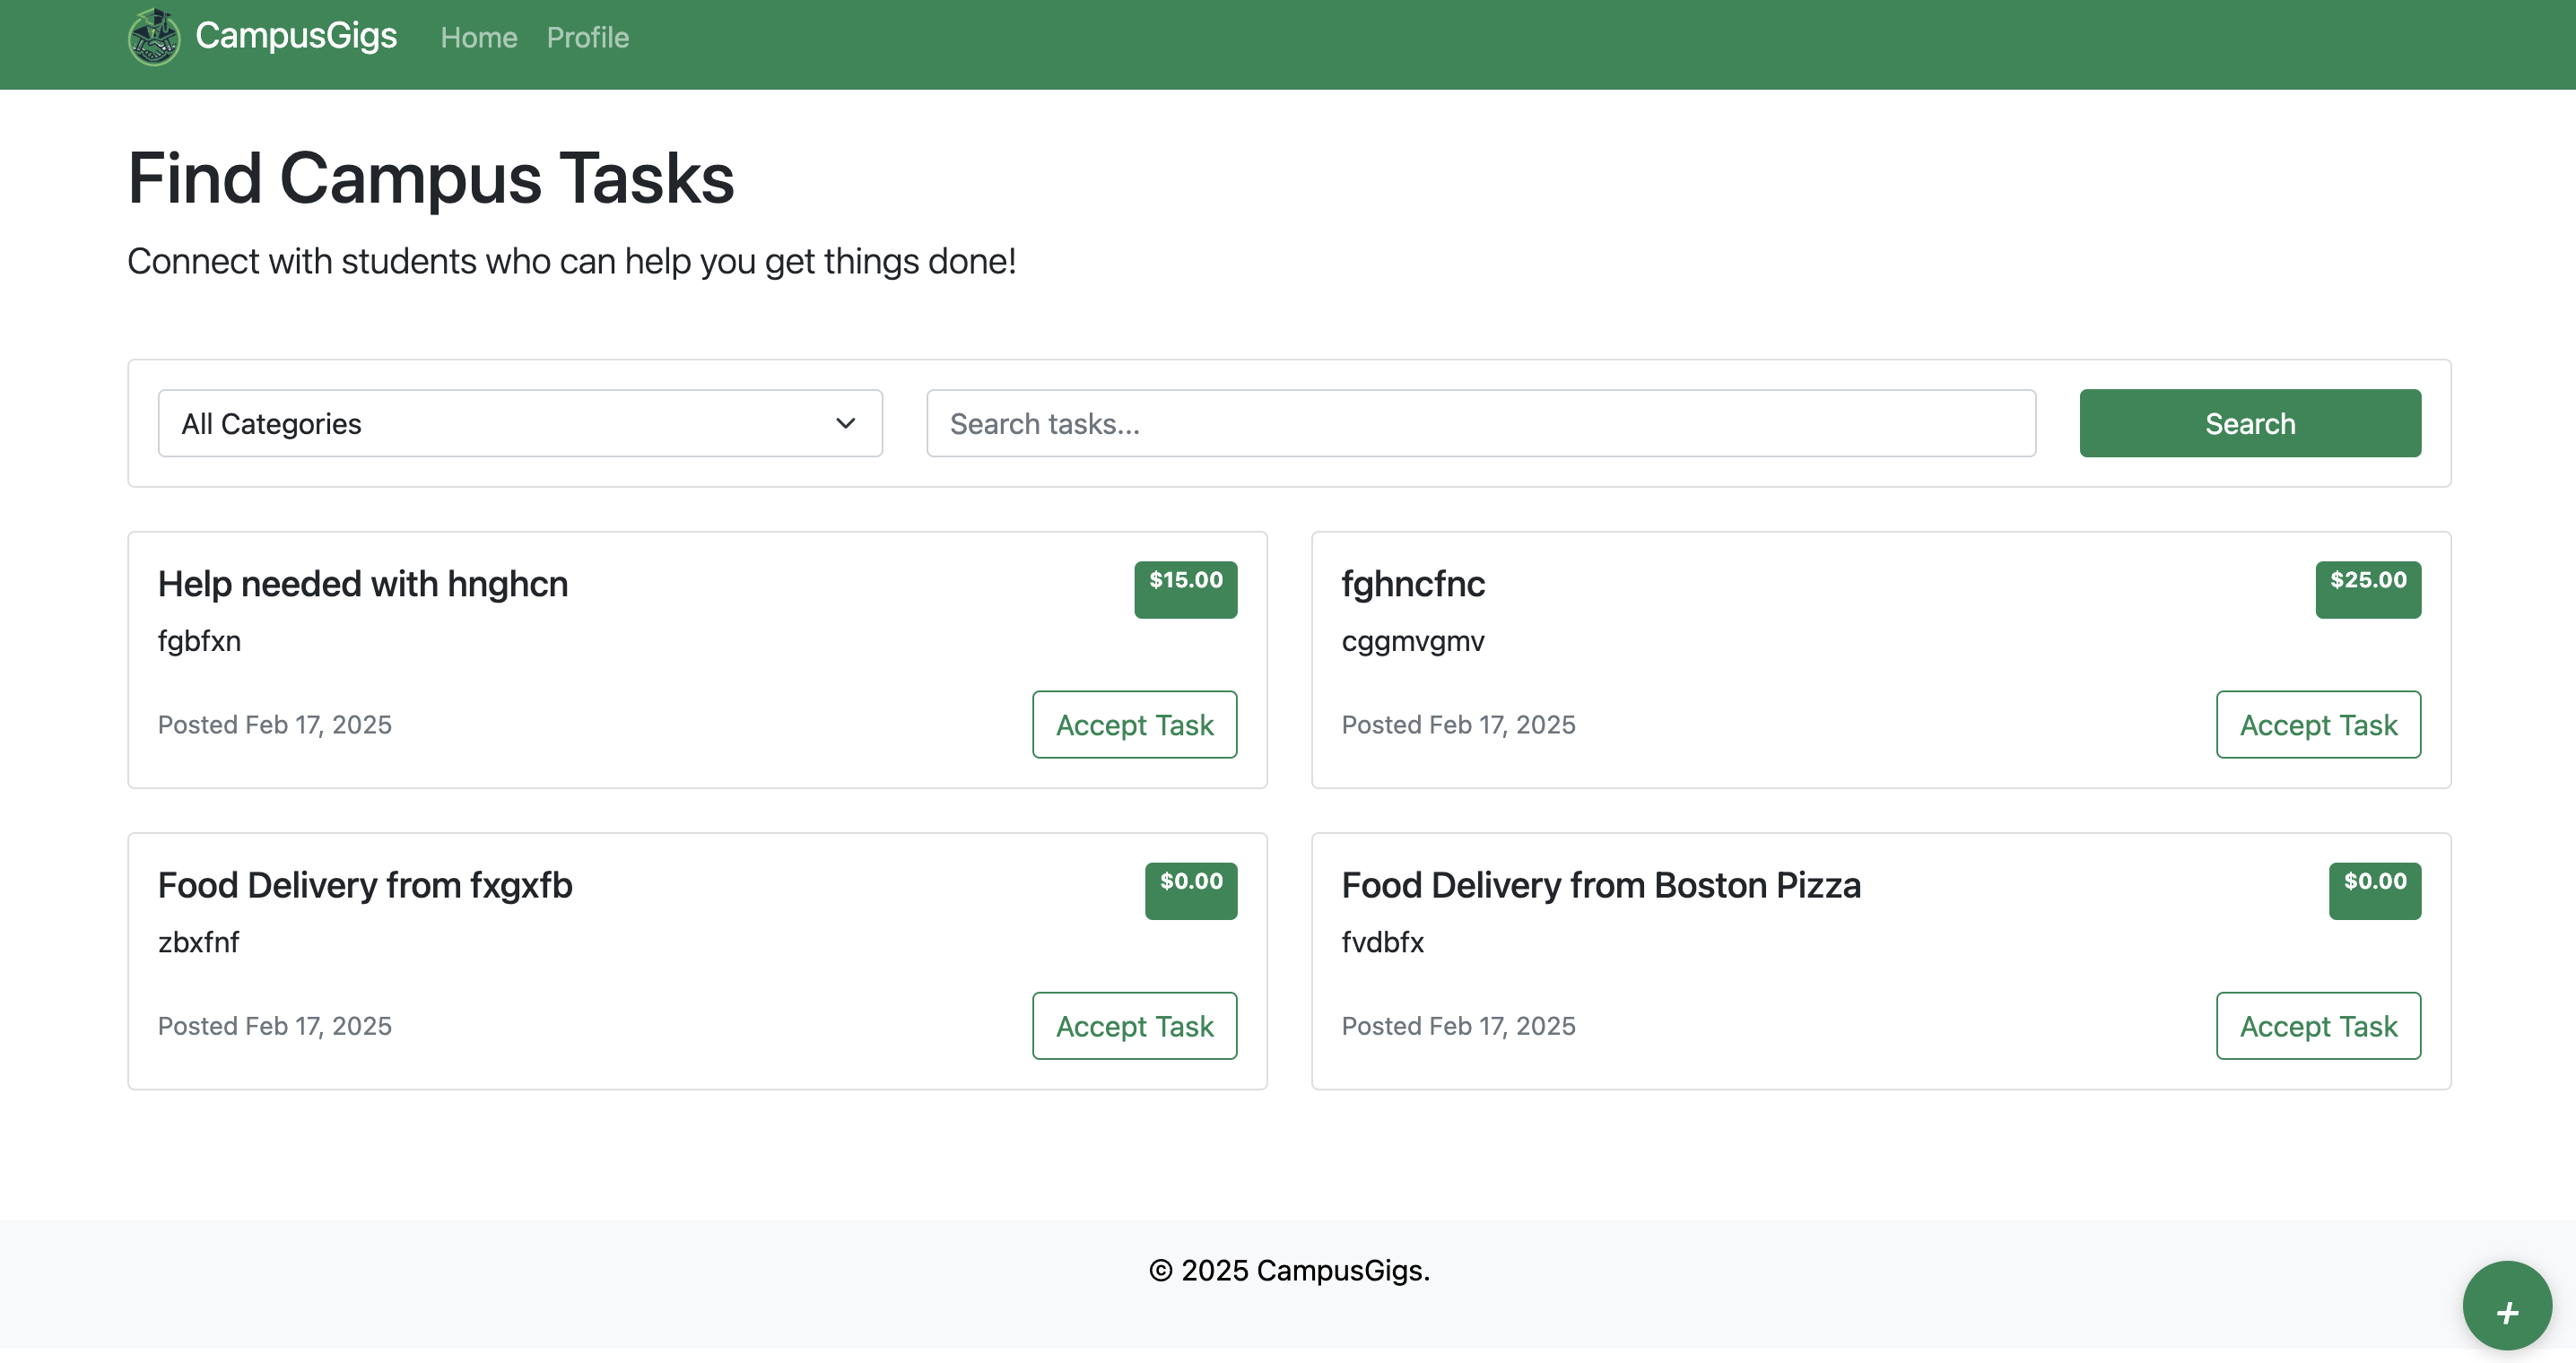 CampusGigs Home Profile
Find Campus Tasks
Connect with students who can help you get things done!
All Categories
Search tasks...
Search
Help needed with hnghcn
$15.00
fgbfxn
Posted Feb 17, 2025
Accept Task
fghncfnc
$25.00
cggmvgmv
Posted Feb 17, 2025
Accept Task
Food Delivery from fxgxfb
$0.00
zbxfnf
Posted Feb 17, 2025
Accept Task
Food Delivery from Boston Pizza
$0.00
fvdbfx
Posted Feb 17, 2025
Accept Task
© 2025 CampusGigs.
+